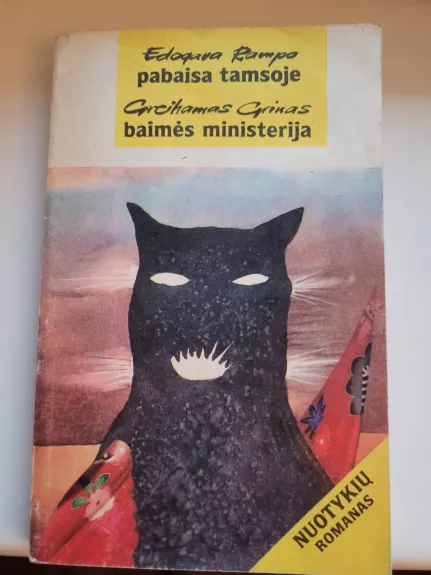 Edogava Rampo
pabaisa tamsoje
Greihamas Grinas
baimės ministerija
NUOTYKIŲ
ROMANAS